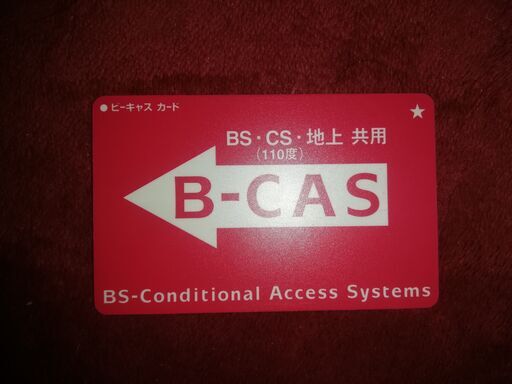 ●ビーキャス カード ★
BS・CS・地上 共用
(110度)
B-CAS
BS-Conditional Access Systems